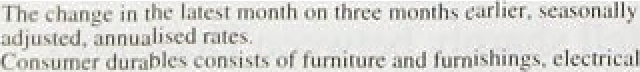 The change in the latest month on three months earlier, seasonally
adjusted, annualised rates.
Consumer durables consists of furniture and furnishings, electrical